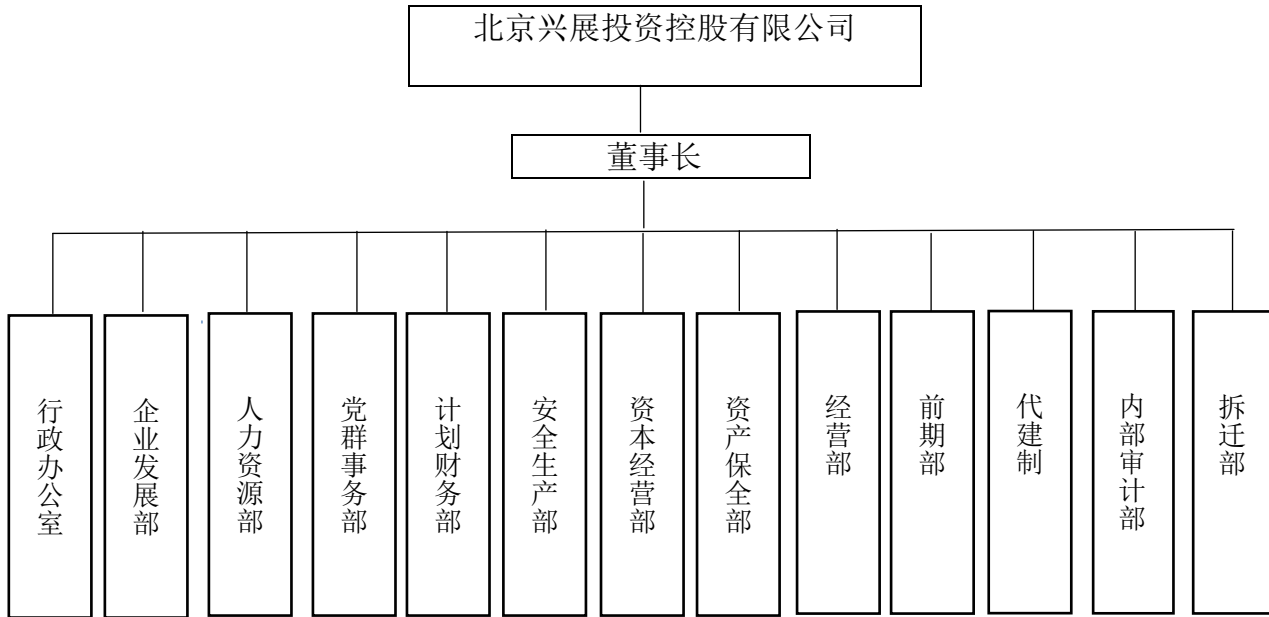 北京兴展投资控股有限公司
董事长
行政办公室
企业发展部
人力资源部
党群事务部
计划财务部
安全生产部
资本经营部
资产保全部
经营部
前期部
代建制
内部审计部
拆迁部